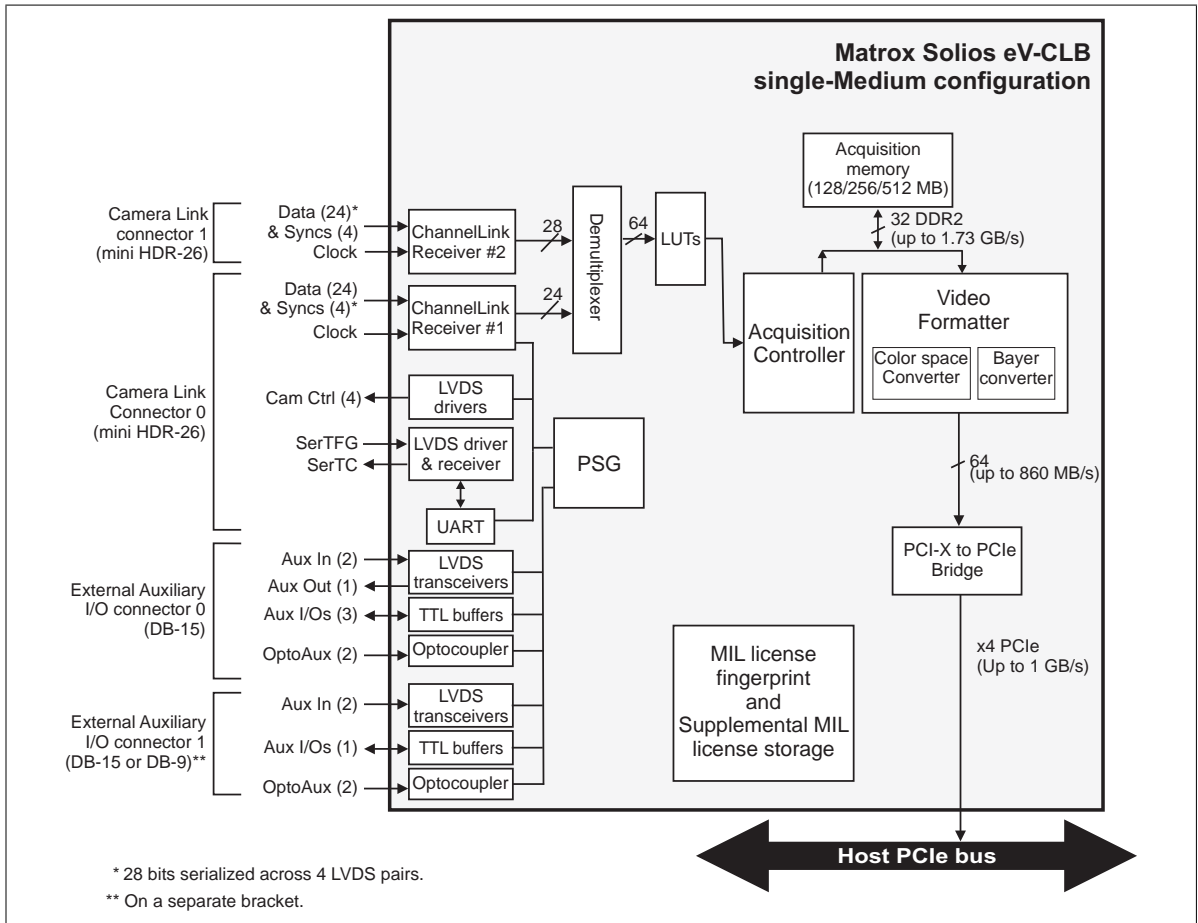 Matrox Solios eV-CLB
single-Medium configuration
Acquisition
memory
(128/256/512 MB)
32 DDR2
(up to 1.73 GB/s)
Camera Link
connector 1
(mini HDR-26)
Data (24)*
& Syncs (4)
Clock
ChannelLink
Receiver #2
28
Demultiplexer
64
LUTs
Data (24)
& Syncs (4)*
Clock
ChannelLink
Receiver #1
24
Acquisition
Controller
Video
Formatter
Color space
Converter
Bayer
converter
Camera Link
Connector 0
(mini HDR-26)
Cam Ctrl (4)
LVDS
drivers
SerTFG
SerTC
LVDS driver
& receiver
PSG
UART
64
(up to 860 MB/s)
PCI-X to PCIe
Bridge
External Auxiliary
I/O connector 0
(DB-15)
Aux In (2)
Aux Out (1)
LVDS
transceivers
Aux I/Os (3)
TTL buffers
OptoAux (2)
Optocoupler
x4 PCIe
(Up to 1 GB/s)
MIL license
fingerprint
and
Supplemental MIL
license storage
External Auxiliary
I/O connector 1
(DB-15 or DB-9)**
Aux In (2)
LVDS
transceivers
Aux I/Os (1)
TTL buffers
OptoAux (2)
Optocoupler
Host PCIe bus
* 28 bits serialized across 4 LVDS pairs.
** On a separate bracket.